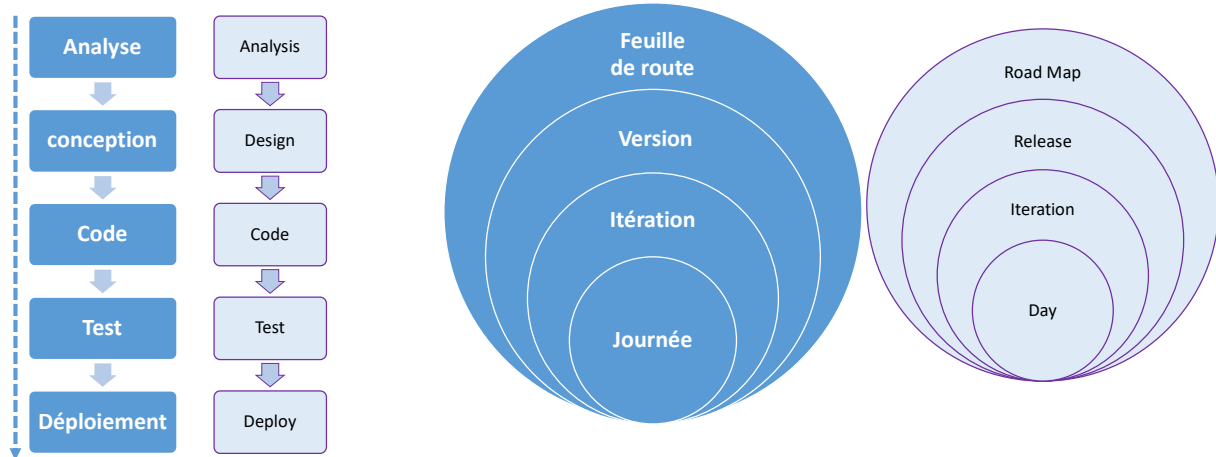 Analyse
conception
Code
Test
Déploiement
Analysis
Design
Code
Test
Deploy
Feuille
de route
Version
Itération
Journée
Road Map
Release
Iteration
Day